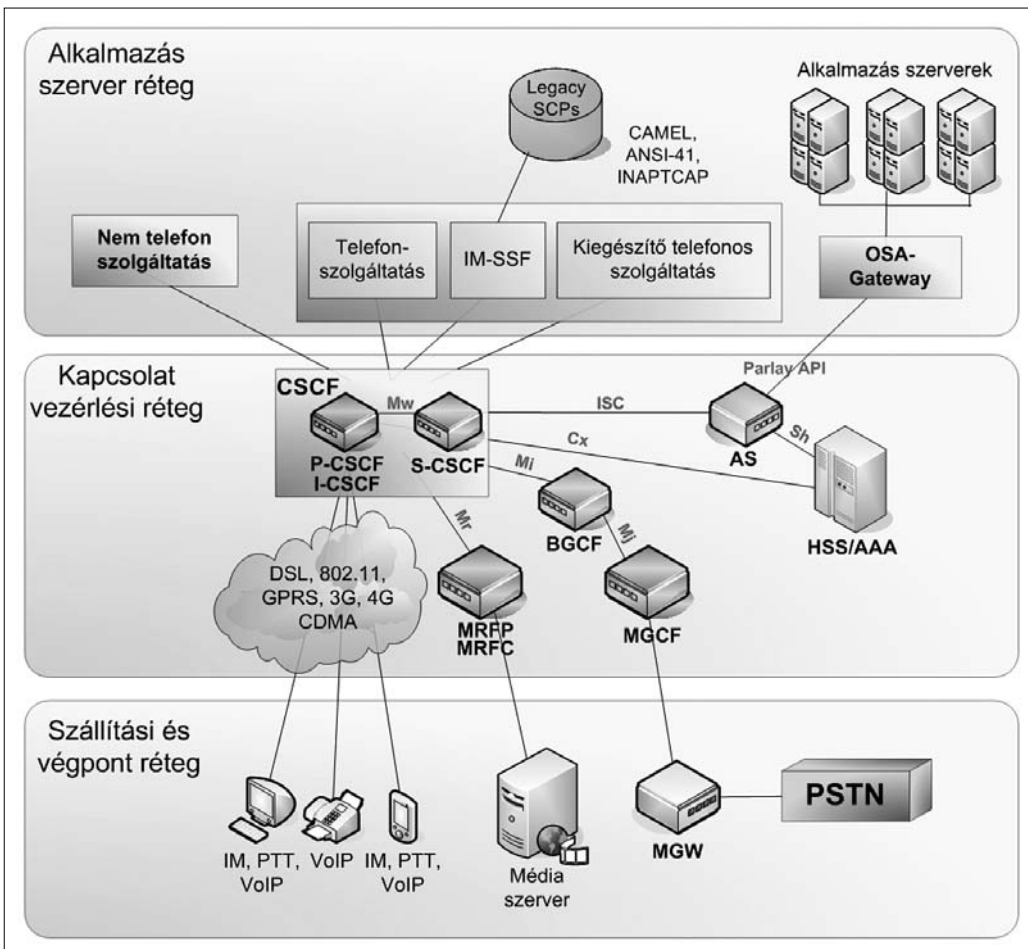 Alkalmazás
szerver réteg
Legacy
SCPs
CAMEL,
ANSI-41,
INAPTCAP
Alkalmazás szerverek
Nem telefon
szolgáltatás
Telefon-
szolgáltatás
IM-SSF
Kiegészítő telefonos
szolgáltatás
OSA-
Gateway
Kapcsolat
vezérlési réteg
CSCF
Mw
P-CSCF
I-CSCF
S-CSCF
ISC
Parlay API
AS
Sh
Cx
Mi
BGCF
Mj
Mr
HSS/AAA
DSL, 802.11,
GPRS, 3G, 4G
CDMA
MRFP
MRFC
MGCF
Szállítási és
végpont réteg
IM, PTT,
VoIP
VoIP
IM, PTT,
VoIP
Média
szerver
MGW
PSTN